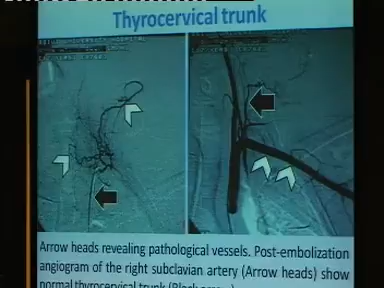 Thyrocervical trunk
Arrow heads revealing pathological vessels. Post-embolization
angiogram of the right subclavian artery (Arrow heads) show
normal thyrocervical trunk (Black